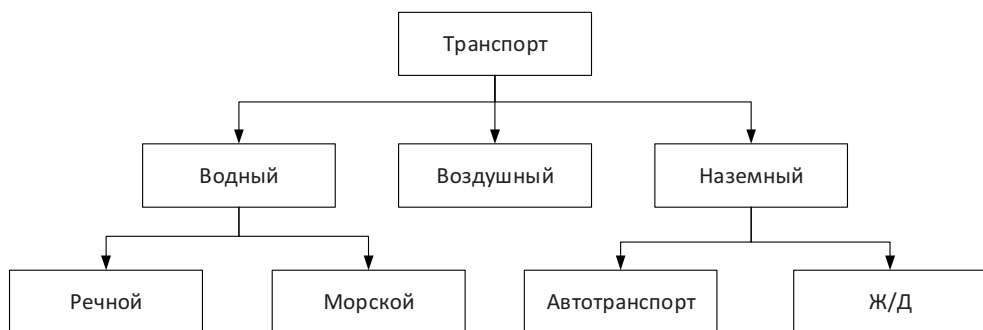 Транспорт
Водный
Воздушный
Наземный
Речной
Морской
Автотранспорт
Ж/Д